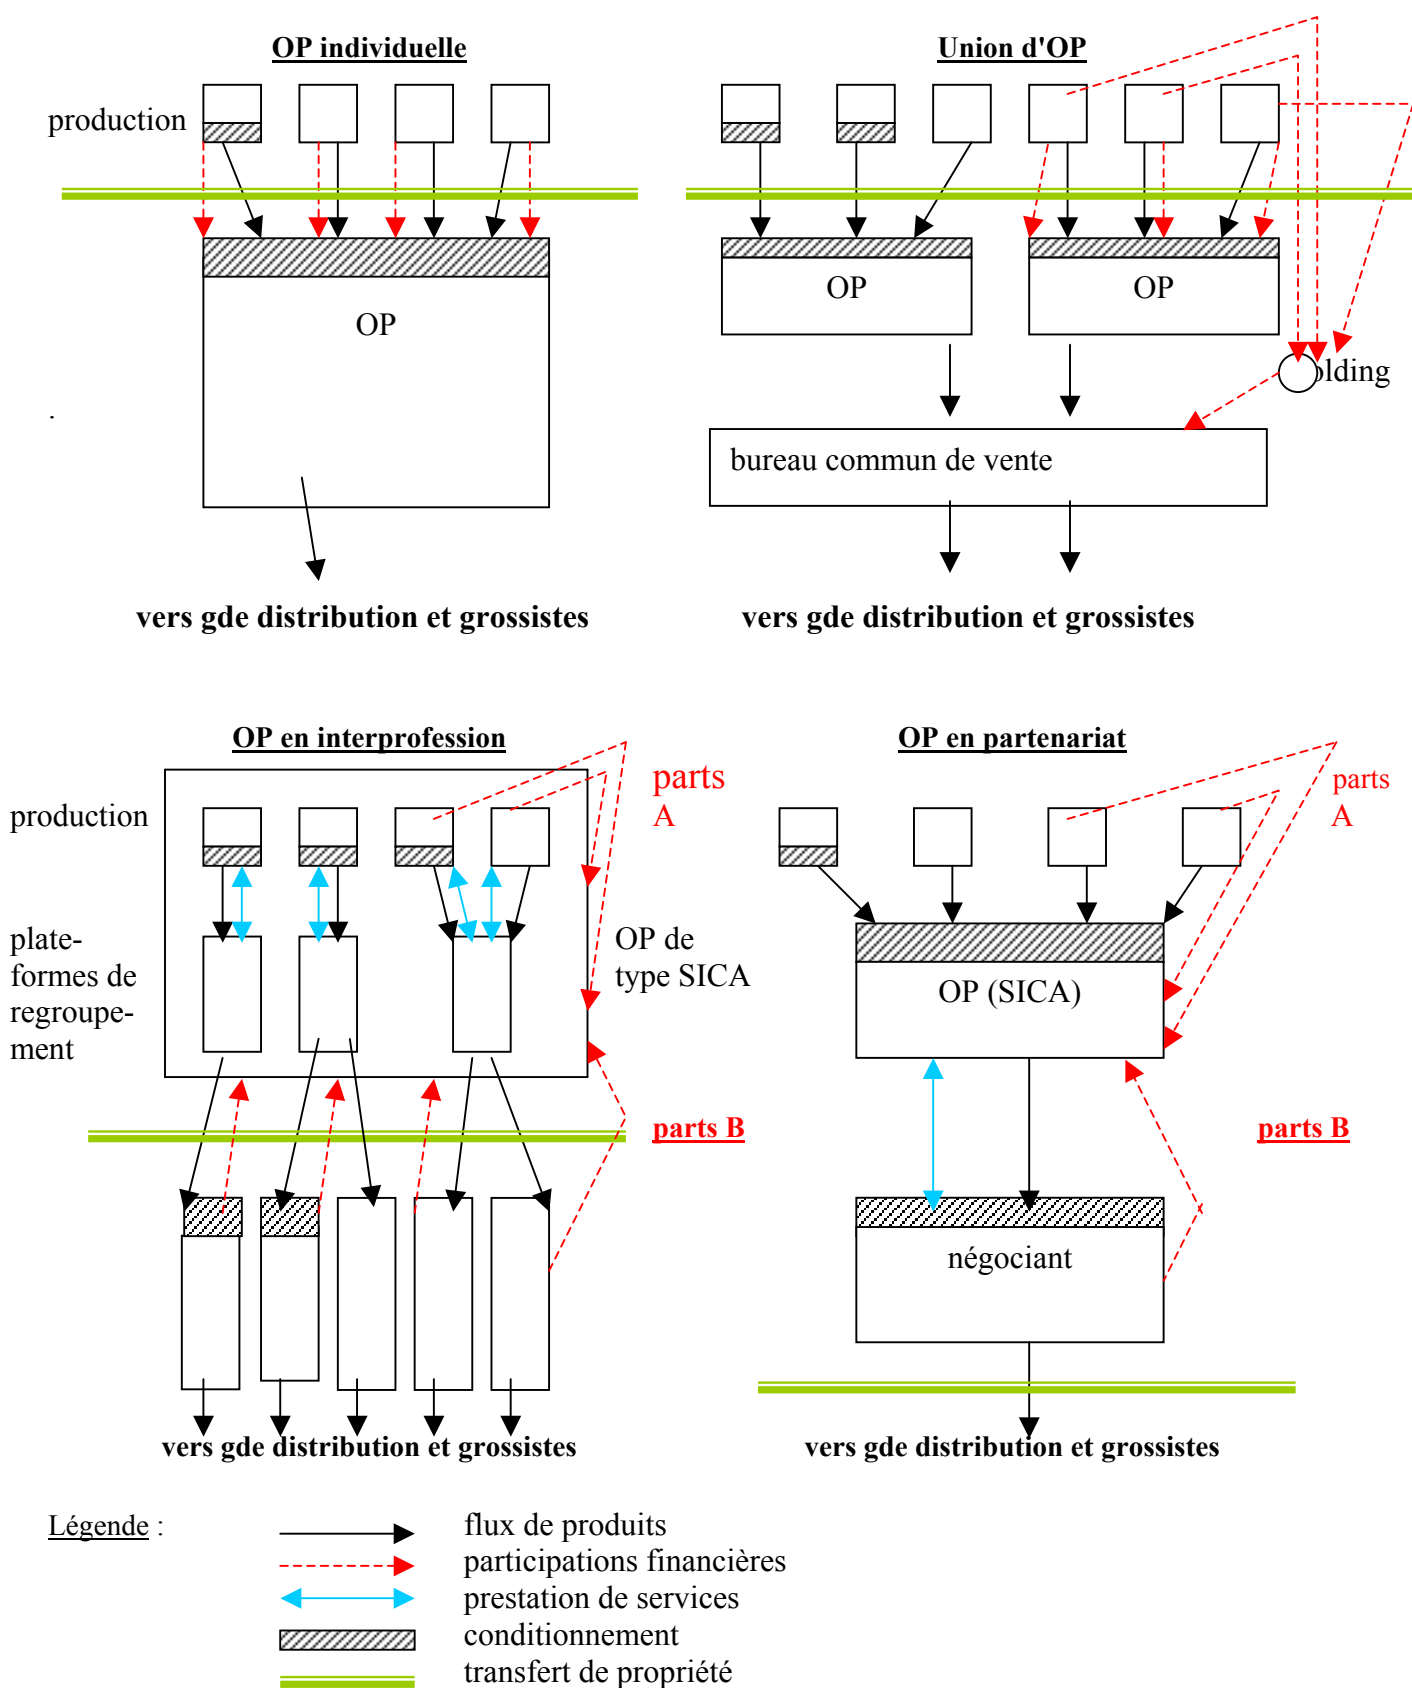 OP individuelle
Union d'OP
production
OP
OP
OP
olding
.
bureau commun de vente
vers gde distribution et grossistes
vers gde distribution et grossistes
OP en interprofession
OP en partenariat
parts
A
parts
A
production
plate-
formes de
regroupe-
ment
OP de
type SICA
OP (SICA)
parts B
parts B
négociant
vers gde distribution et grossistes
vers gde distribution et grossistes
Légende :
flux de produits
participations financières
prestation de services
conditionnement
transfert de propriété